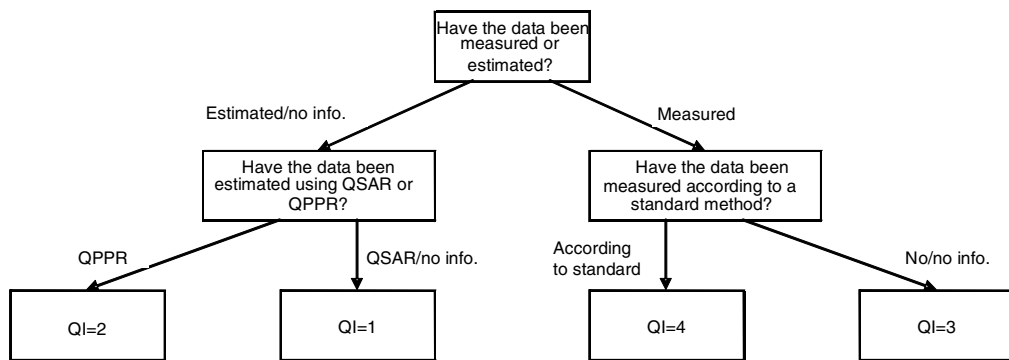 Have the data been
measured or
estimated?
Estimated/no info.
Measured
Have the data been
estimated using QSAR or
QPPR?
Have the data been
measured according to a
standard method?
QPPR
QSAR/no info.
According
to standard
No/no info.
QI=2
QI=1
QI=4
QI=3